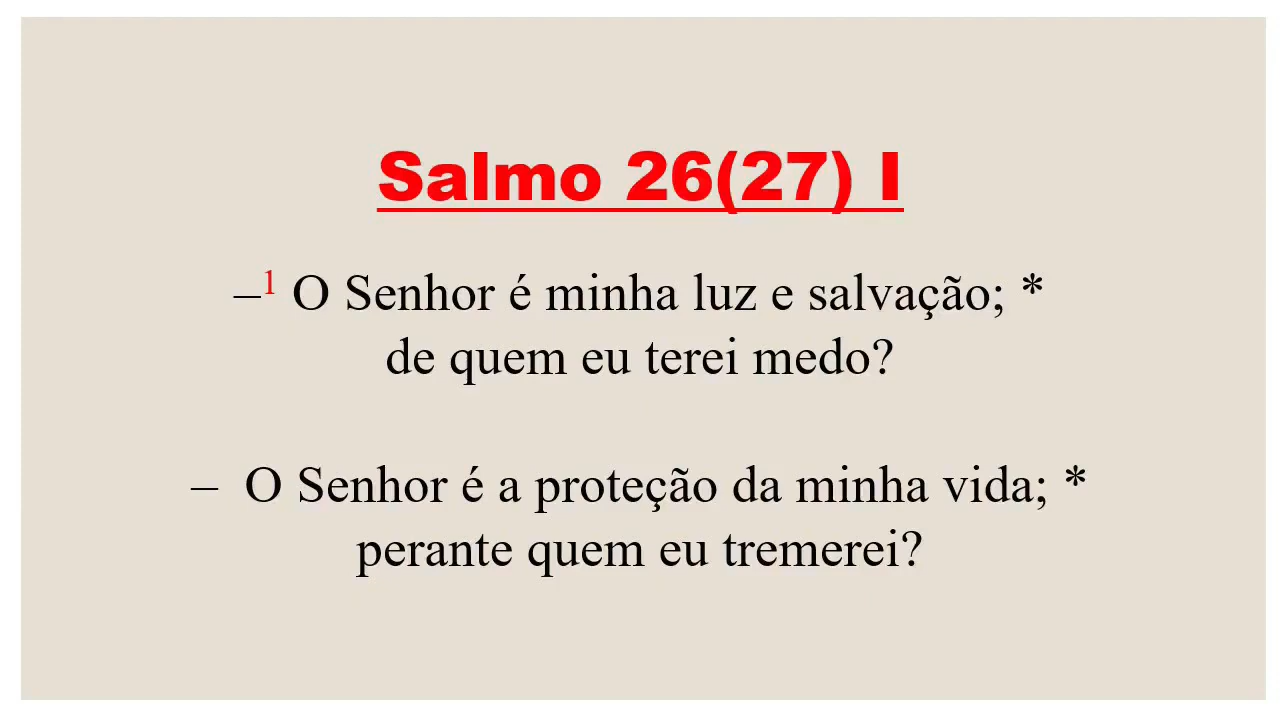 Salmo 26(27) I
–¹ O Senhor é minha luz e salvação; *
de quem eu terei medo?
– O Senhor é a proteção da minha vida; *
perante quem eu tremerei?